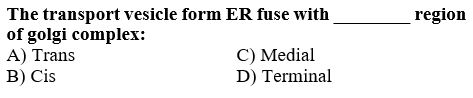 The transport vesicle form ER fuse with ________ region
of golgi complex:
A) Trans C) Medial
B) Cis D) Terminal